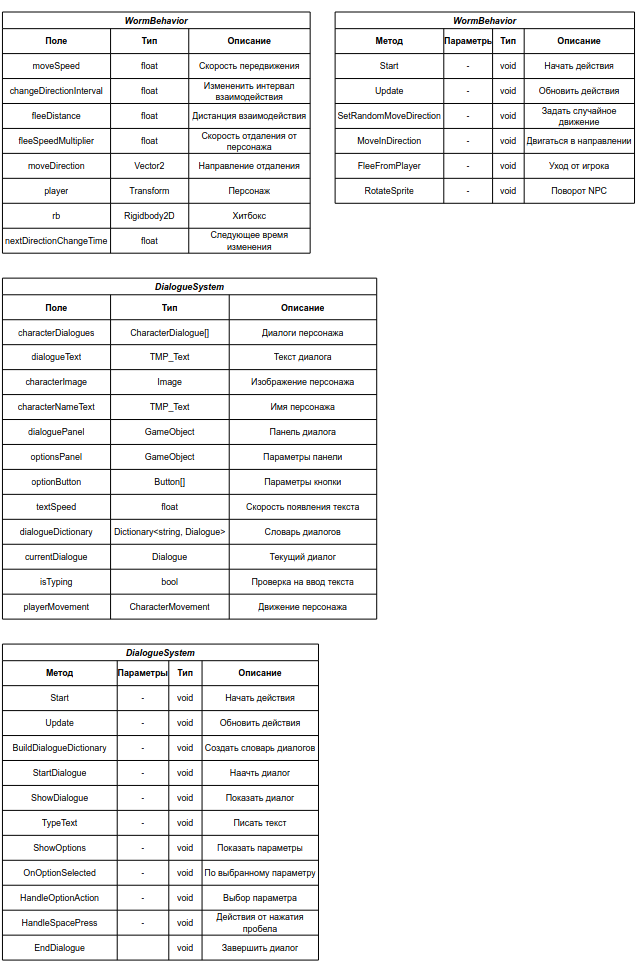 WormBehavior
Поле Тип Описание
moveSpeed float Скорость передвижения
changeDirectionInterval float Измененить интервал
взаимодействия
fleeDistance float Дистанция взаимодействия
fleeSpeedMultiplier float Скорость отдаления от
персонажа
moveDirection Vector2 Направление отдаления
player Transform Персонаж
rb Rigidbody2D Хитбокс
nextDirectionChangeTime float Следующее время
изменения
WormBehavior
Метод Параметры Тип Описание
Start - void Начать действия
Update - void Обновить действия
SetRandomMoveDirection - void Задать случайное
движение
MoveInDirection - void Двигаться в направлении
FleeFromPlayer - void Уход от игрока
RotateSprite - void Поворот NPC
DialogueSystem
Поле Тип Описание
characterDialogues CharacterDialogue[] Диалоги персонажа
dialogueText TMP_Text Текст диалога
characterImage Image Изображение персонажа
characterNameText TMP_Text Имя персонажа
dialoguePanel GameObject Панель диалога
optionsPanel GameObject Параметры панели
optionButton Button[] Параметры кнопки
textSpeed float Скорость появления текста
dialogueDictionary Dictionary<string, Dialogue> Словарь диалогов
currentDialogue Dialogue Текущий диалог
isTyping bool Проверка на ввод текста
playerMovement CharacterMovement Движение персонажа
DialogueSystem
Метод Параметры Тип Описание
Start - void Начать действия
Update - void Обновить действия
BuildDialogueDictionary - void Создать словарь диалогов
StartDialogue - void Наачть диалог
ShowDialogue - void Показать диалог
TypeText - void Писать текст
ShowOptions - void Показать параметры
OnOptionSelected - void По выбранному параметру
HandleOptionAction - void Выбор параметра
HandleSpacePress - void Действия от нажатия
пробела
EndDialogue void Завершить диалог